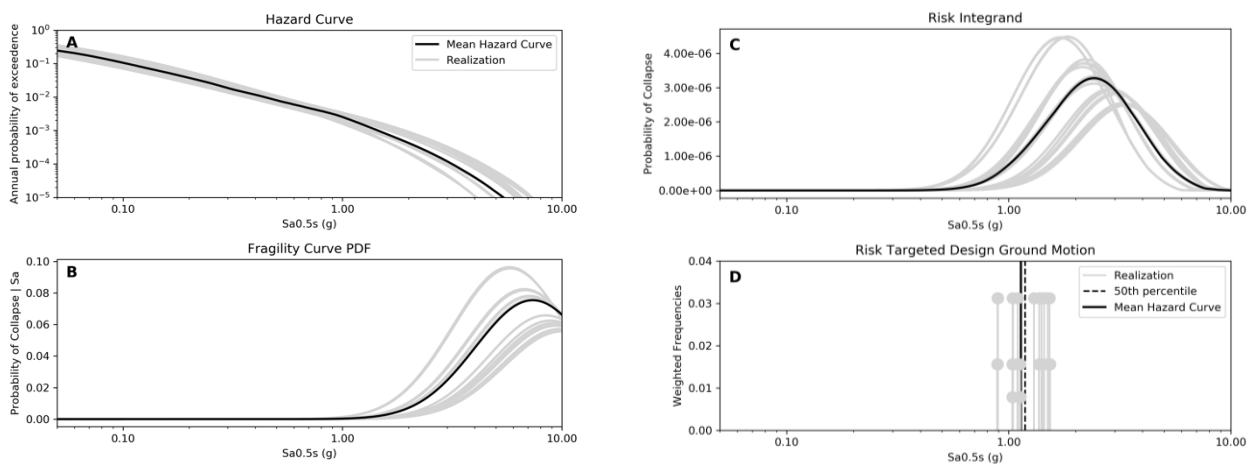 Hazard Curve
A
Mean Hazard Curve
Realization
Annual probability of exceedence
10⁰
10⁻¹
10⁻²
10⁻³
10⁻⁴
10⁻⁵
0.10 1.00 10.00
Sa0.5s (g)
Fragility Curve PDF
B
Probability of Collapse | Sa
0.10
0.08
0.06
0.04
0.02
0.00
0.10 1.00 10.00
Sa0.5s (g)
Risk Integrand
C
Probability of Collapse
4.00e-06
3.00e-06
2.00e-06
1.00e-06
0.00e+00
0.10 1.00 10.00
Sa0.5s (g)
Risk Targeted Design Ground Motion
D
Realization
50th percentile
Mean Hazard Curve
Weighted Frequencies
0.04
0.03
0.02
0.01
0.00
0.10 1.00 10.00
Sa0.5s (g)